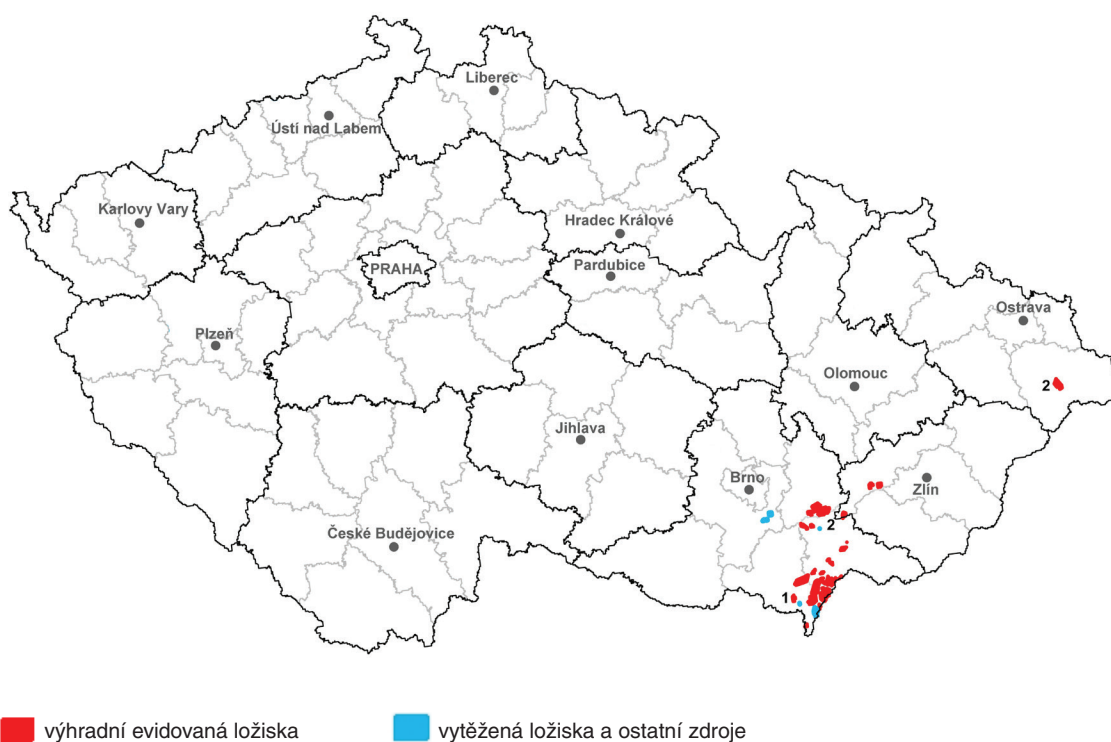 Liberec
Ústí nad Labem
Karlovy Vary
Hradec Králové
PRAHA
Pardubice
Ostrava
Plzeň
Olomouc
2
Jihlava
Brno
Zlín
2
České Budějovice
1
výhradní evidovaná ložiska
vytěžená ložiska a ostatní zdroje